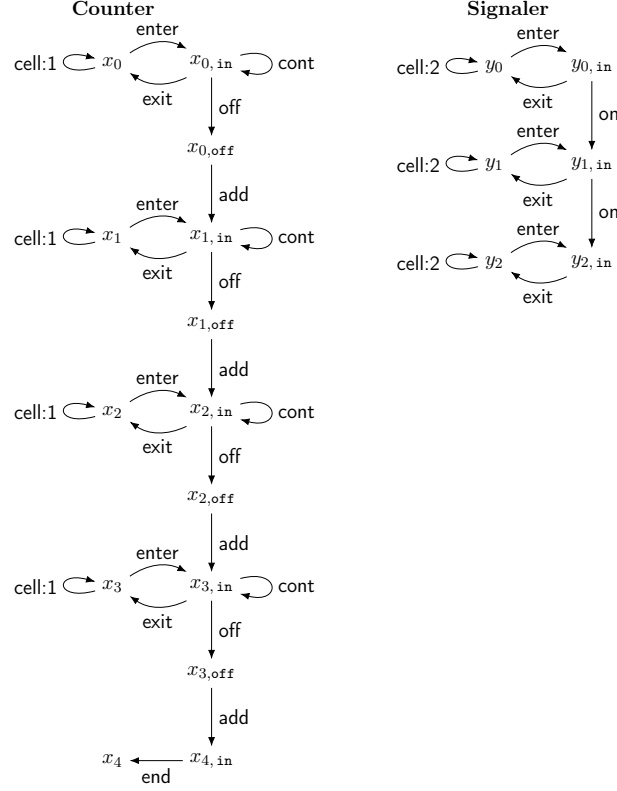 Counter
Signaler
enter
cell:1 x0 x0, in cont
exit
off
x0,off
add
enter
cell:1 x1 x1, in cont
exit
off
x1,off
add
enter
cell:1 x2 x2, in cont
exit
off
x2,off
add
enter
cell:1 x3 x3, in cont
exit
off
x3,off
add
x4 x4, in
end
enter
cell:2 y0 y0, in
exit
on
enter
cell:2 y1 y1, in
exit
on
enter
cell:2 y2 y2, in
exit